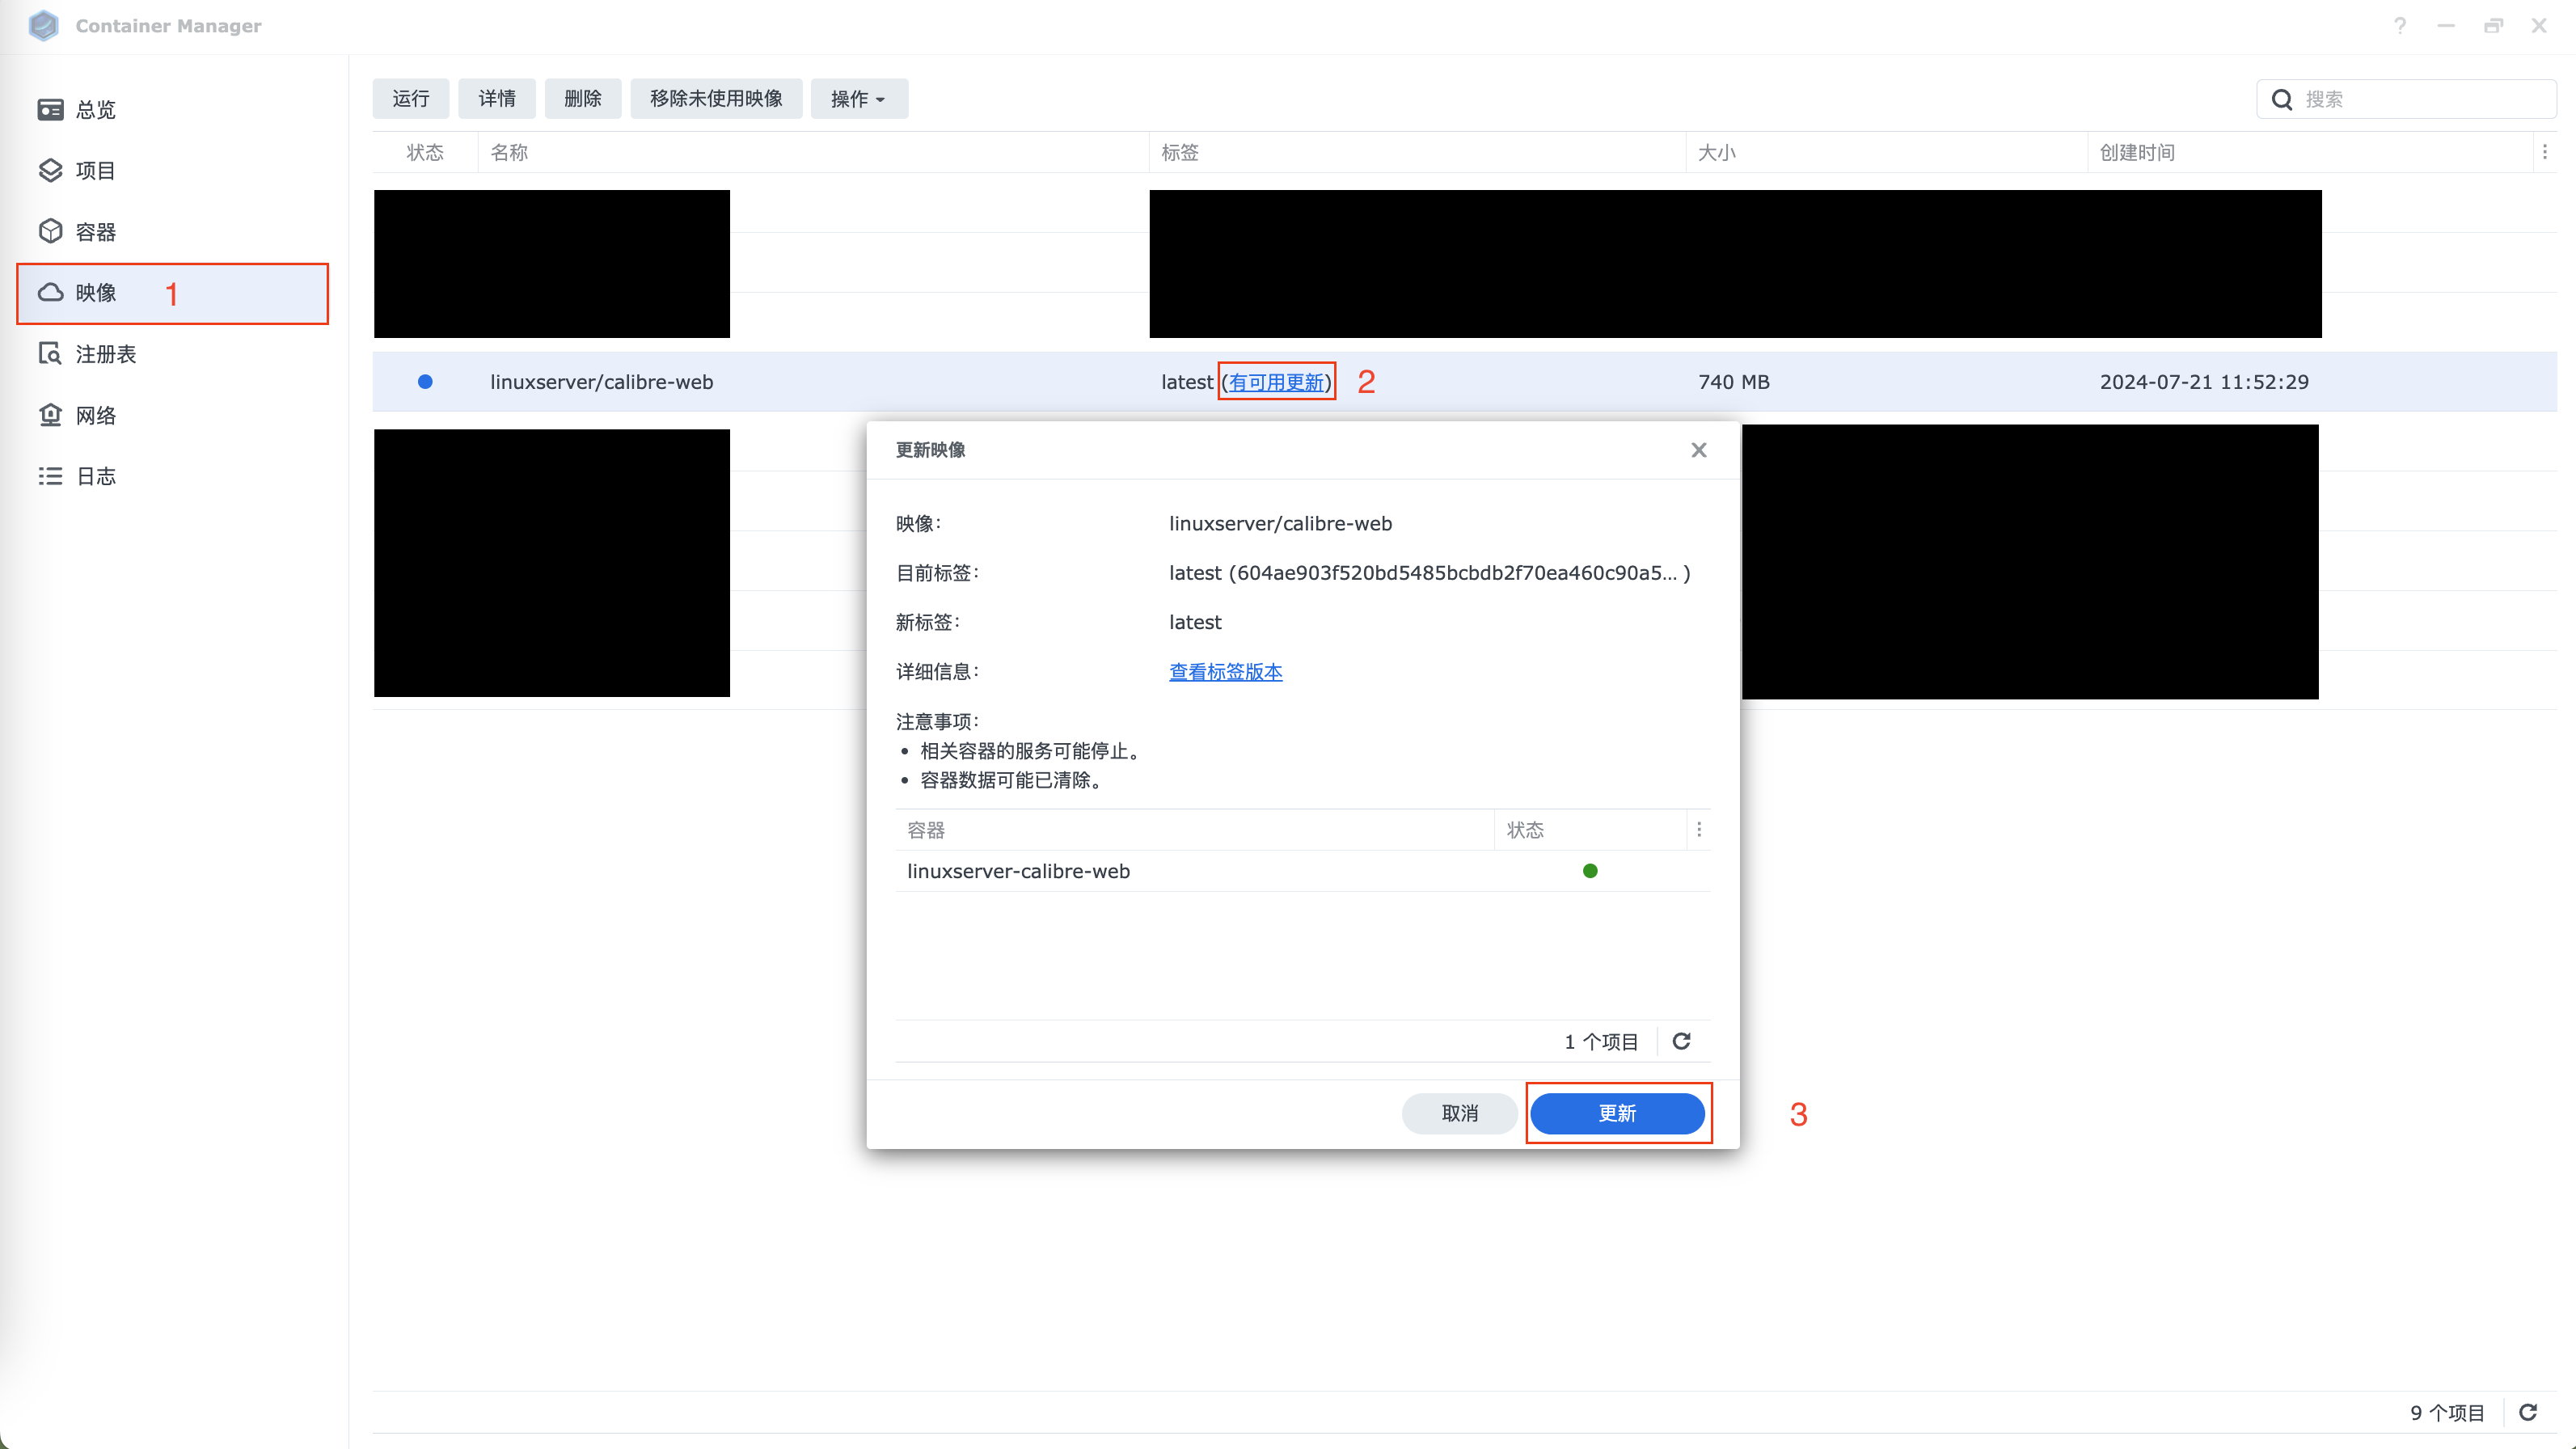 Container Manager
总览
项目
容器
映像 1
注册表
网络
日志
运行 详情 删除 移除未使用映像 操作
搜索
状态 名称 标签 大小 创建时间
linuxserver/calibre-web latest (有可用更新) 2 740 MB 2024-07-21 11:52:29
更新映像
映像： linuxserver/calibre-web
目前标签： latest (604ae903f520bd5485bcbdb2f70ea460c90a5... )
新标签： latest
详细信息： 查看标签版本
注意事项：
• 相关容器的服务可能停止。
• 容器数据可能已清除。
容器 状态
linuxserver-calibre-web
1 个项目
取消 更新 3
9 个项目